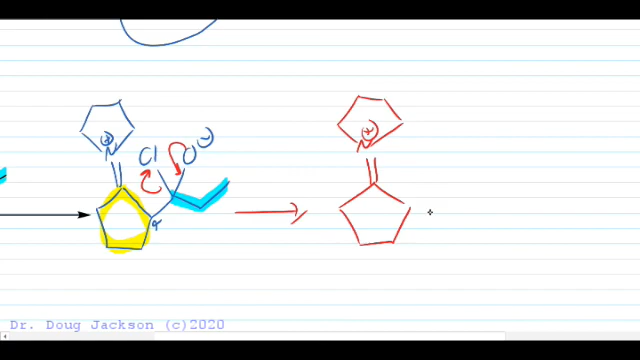 ⊕
N
Cl
O⊖
α
⊕
N
Dr. Doug Jackson (c)2020